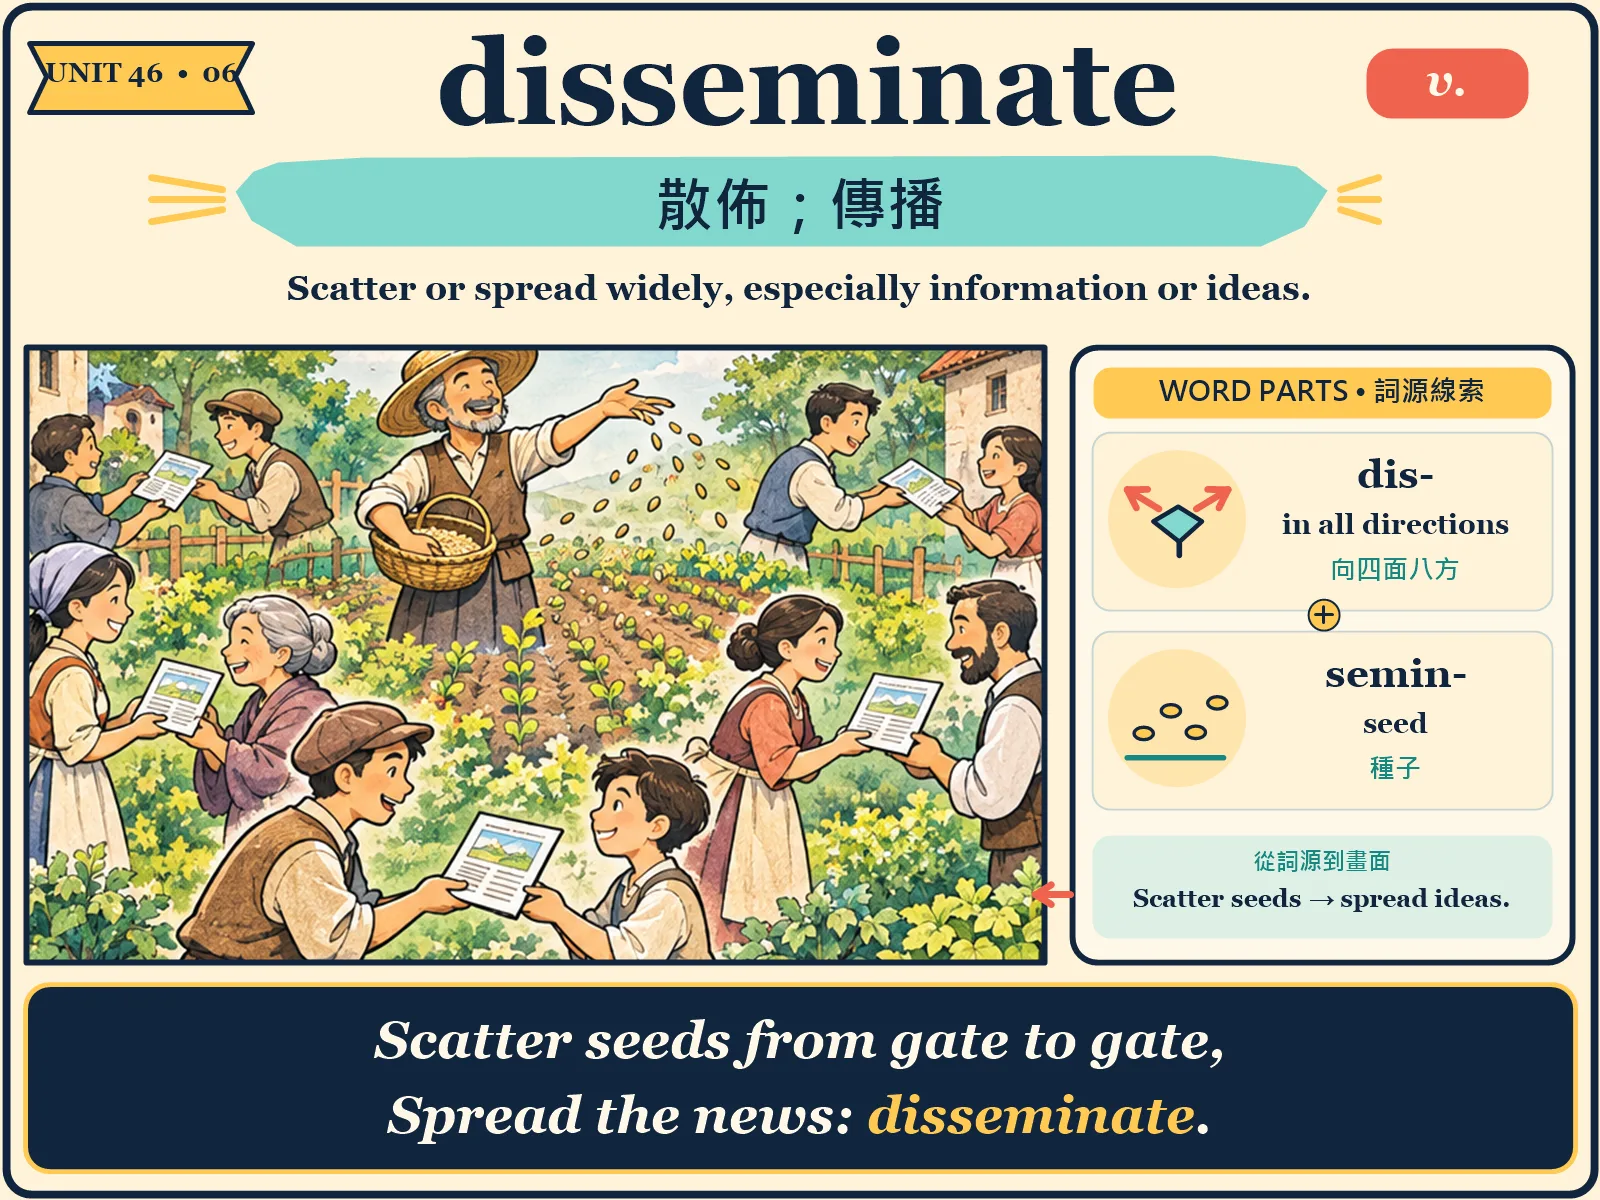 UNIT 46 • 06
disseminate
v.
散佈；傳播
Scatter or spread widely, especially information or ideas.
WORD PARTS • 詞源線索
dis-
in all directions
向四面八方
+
semin-
seed
種子
從詞源到畫面
Scatter seeds → spread ideas.
Scatter seeds from gate to gate,
Spread the news: disseminate.